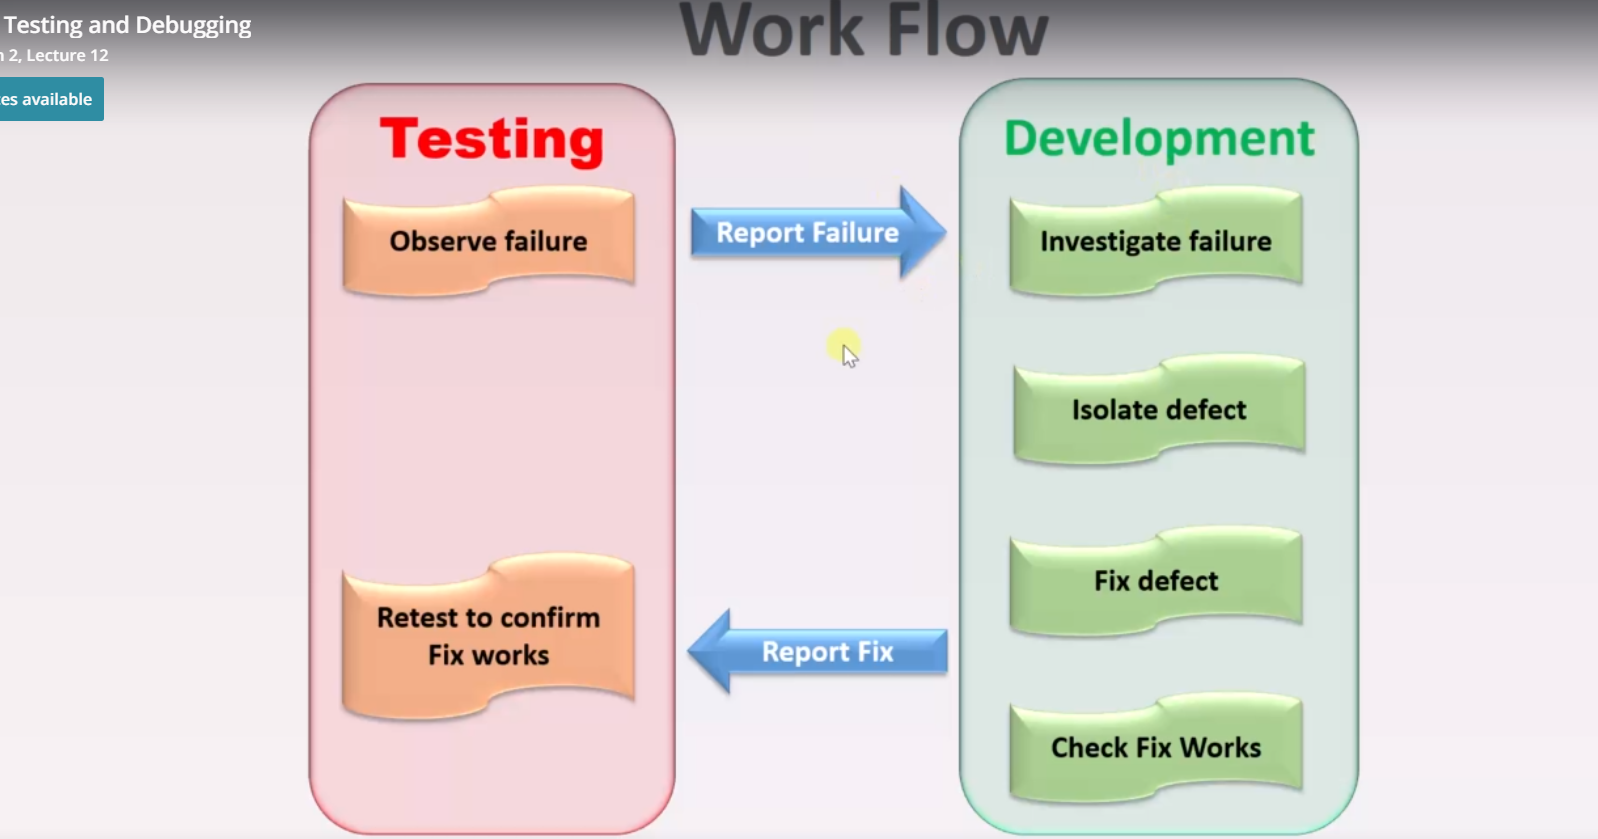 Testing and Debugging
2, Lecture 12
available
Work Flow
Testing
Observe failure
Retest to confirm
Fix works
Report Failure
Report Fix
Development
Investigate failure
Isolate defect
Fix defect
Check Fix Works